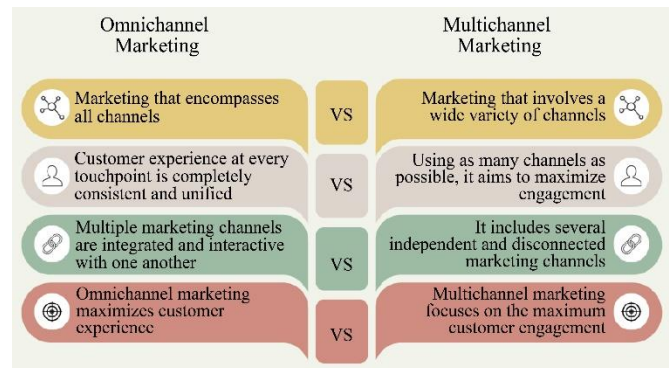 Omnichannel
Marketing
Multichannel
Marketing
Marketing that encompasses
all channels
VS
Marketing that involves a
wide variety of channels
Customer experience at every
touchpoint is completely
consistent and unified
VS
Using as many channels as
possible, it aims to maximize
engagement
Multiple marketing channels
are integrated and interactive
with one another
VS
It includes several
independent and disconnected
marketing channels
Omnichannel marketing
maximizes customer
experience
VS
Multichannel marketing
focuses on the maximum
customer engagement